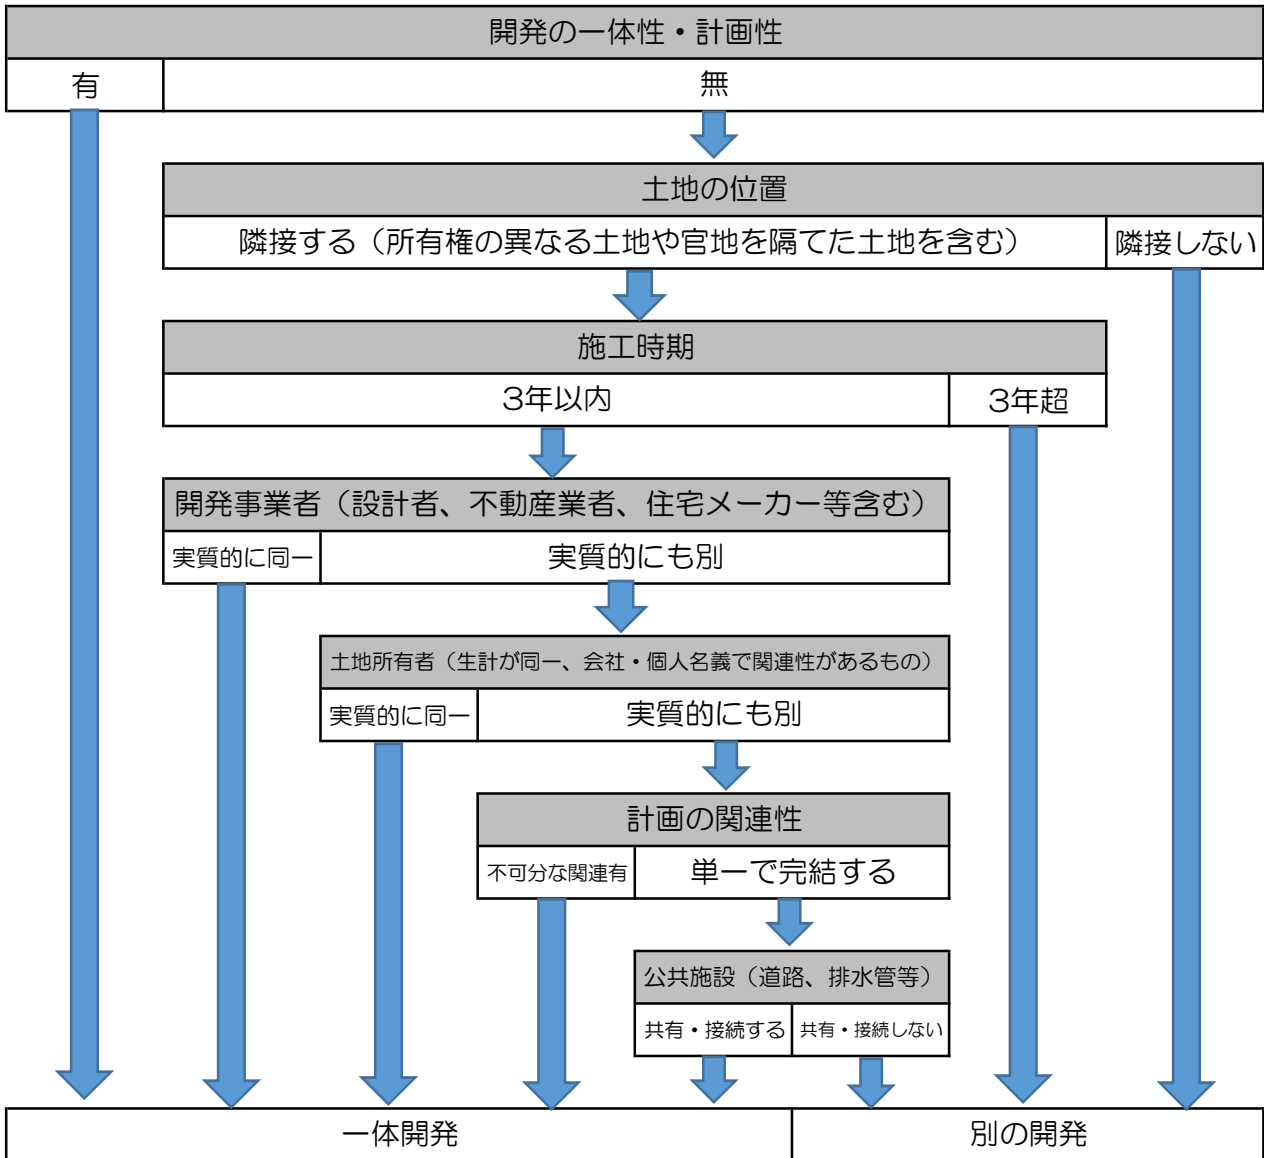 開発の一体性・計画性
有
無
土地の位置
隣接する（所有権の異なる土地や官地を隔てた土地を含む）
隣接しない
施工時期
3年以内
3年超
開発事業者（設計者、不動産業者、住宅メーカー等含む）
実質的に同一
実質的にも別
土地所有者（生計が同一、会社・個人名義で関連性があるもの）
実質的に同一
実質的にも別
計画の関連性
不可分な関連有
単一で完結する
公共施設（道路、排水管等）
共有・接続する
共有・接続しない
一体開発
別の開発